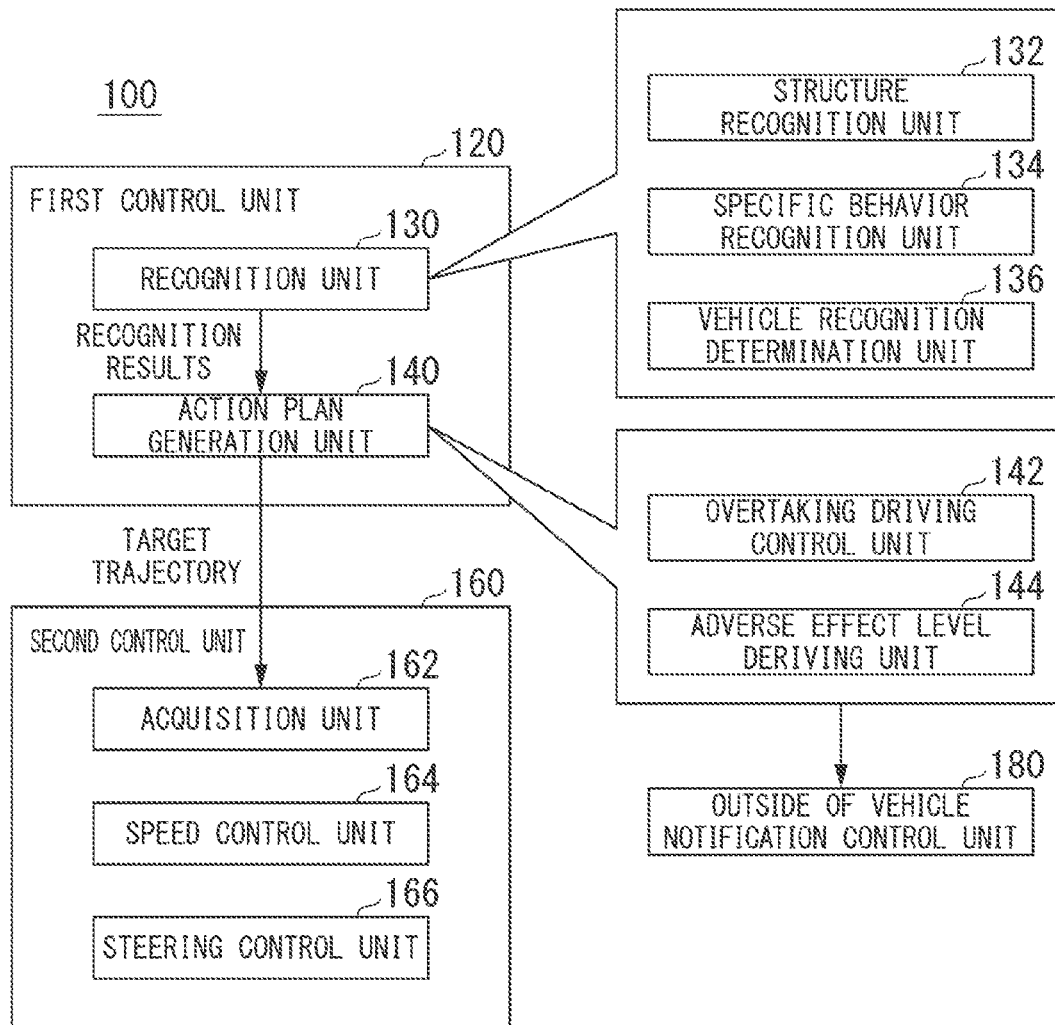 100
120
FIRST CONTROL UNIT
130
RECOGNITION UNIT
RECOGNITION
RESULTS
140
ACTION PLAN
GENERATION UNIT
TARGET
TRAJECTORY
160
SECOND CONTROL UNIT
162
ACQUISITION UNIT
164
SPEED CONTROL UNIT
166
STEERING CONTROL UNIT
132
STRUCTURE
RECOGNITION UNIT
134
SPECIFIC BEHAVIOR
RECOGNITION UNIT
136
VEHICLE RECOGNITION
DETERMINATION UNIT
142
OVERTAKING DRIVING
CONTROL UNIT
144
ADVERSE EFFECT LEVEL
DERIVING UNIT
180
OUTSIDE OF VEHICLE
NOTIFICATION CONTROL UNIT